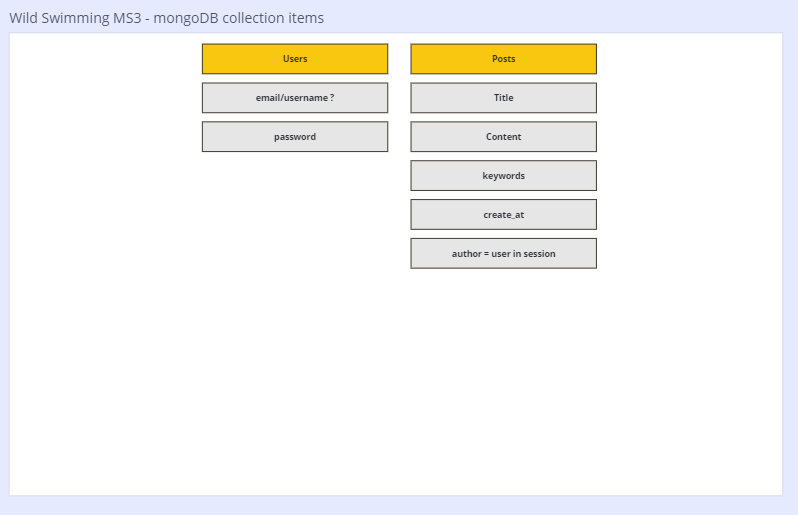 Wild Swimming MS3 - mongoDB collection items
Users
email/username ?
password
Posts
Title
Content
keywords
create_at
author = user in session